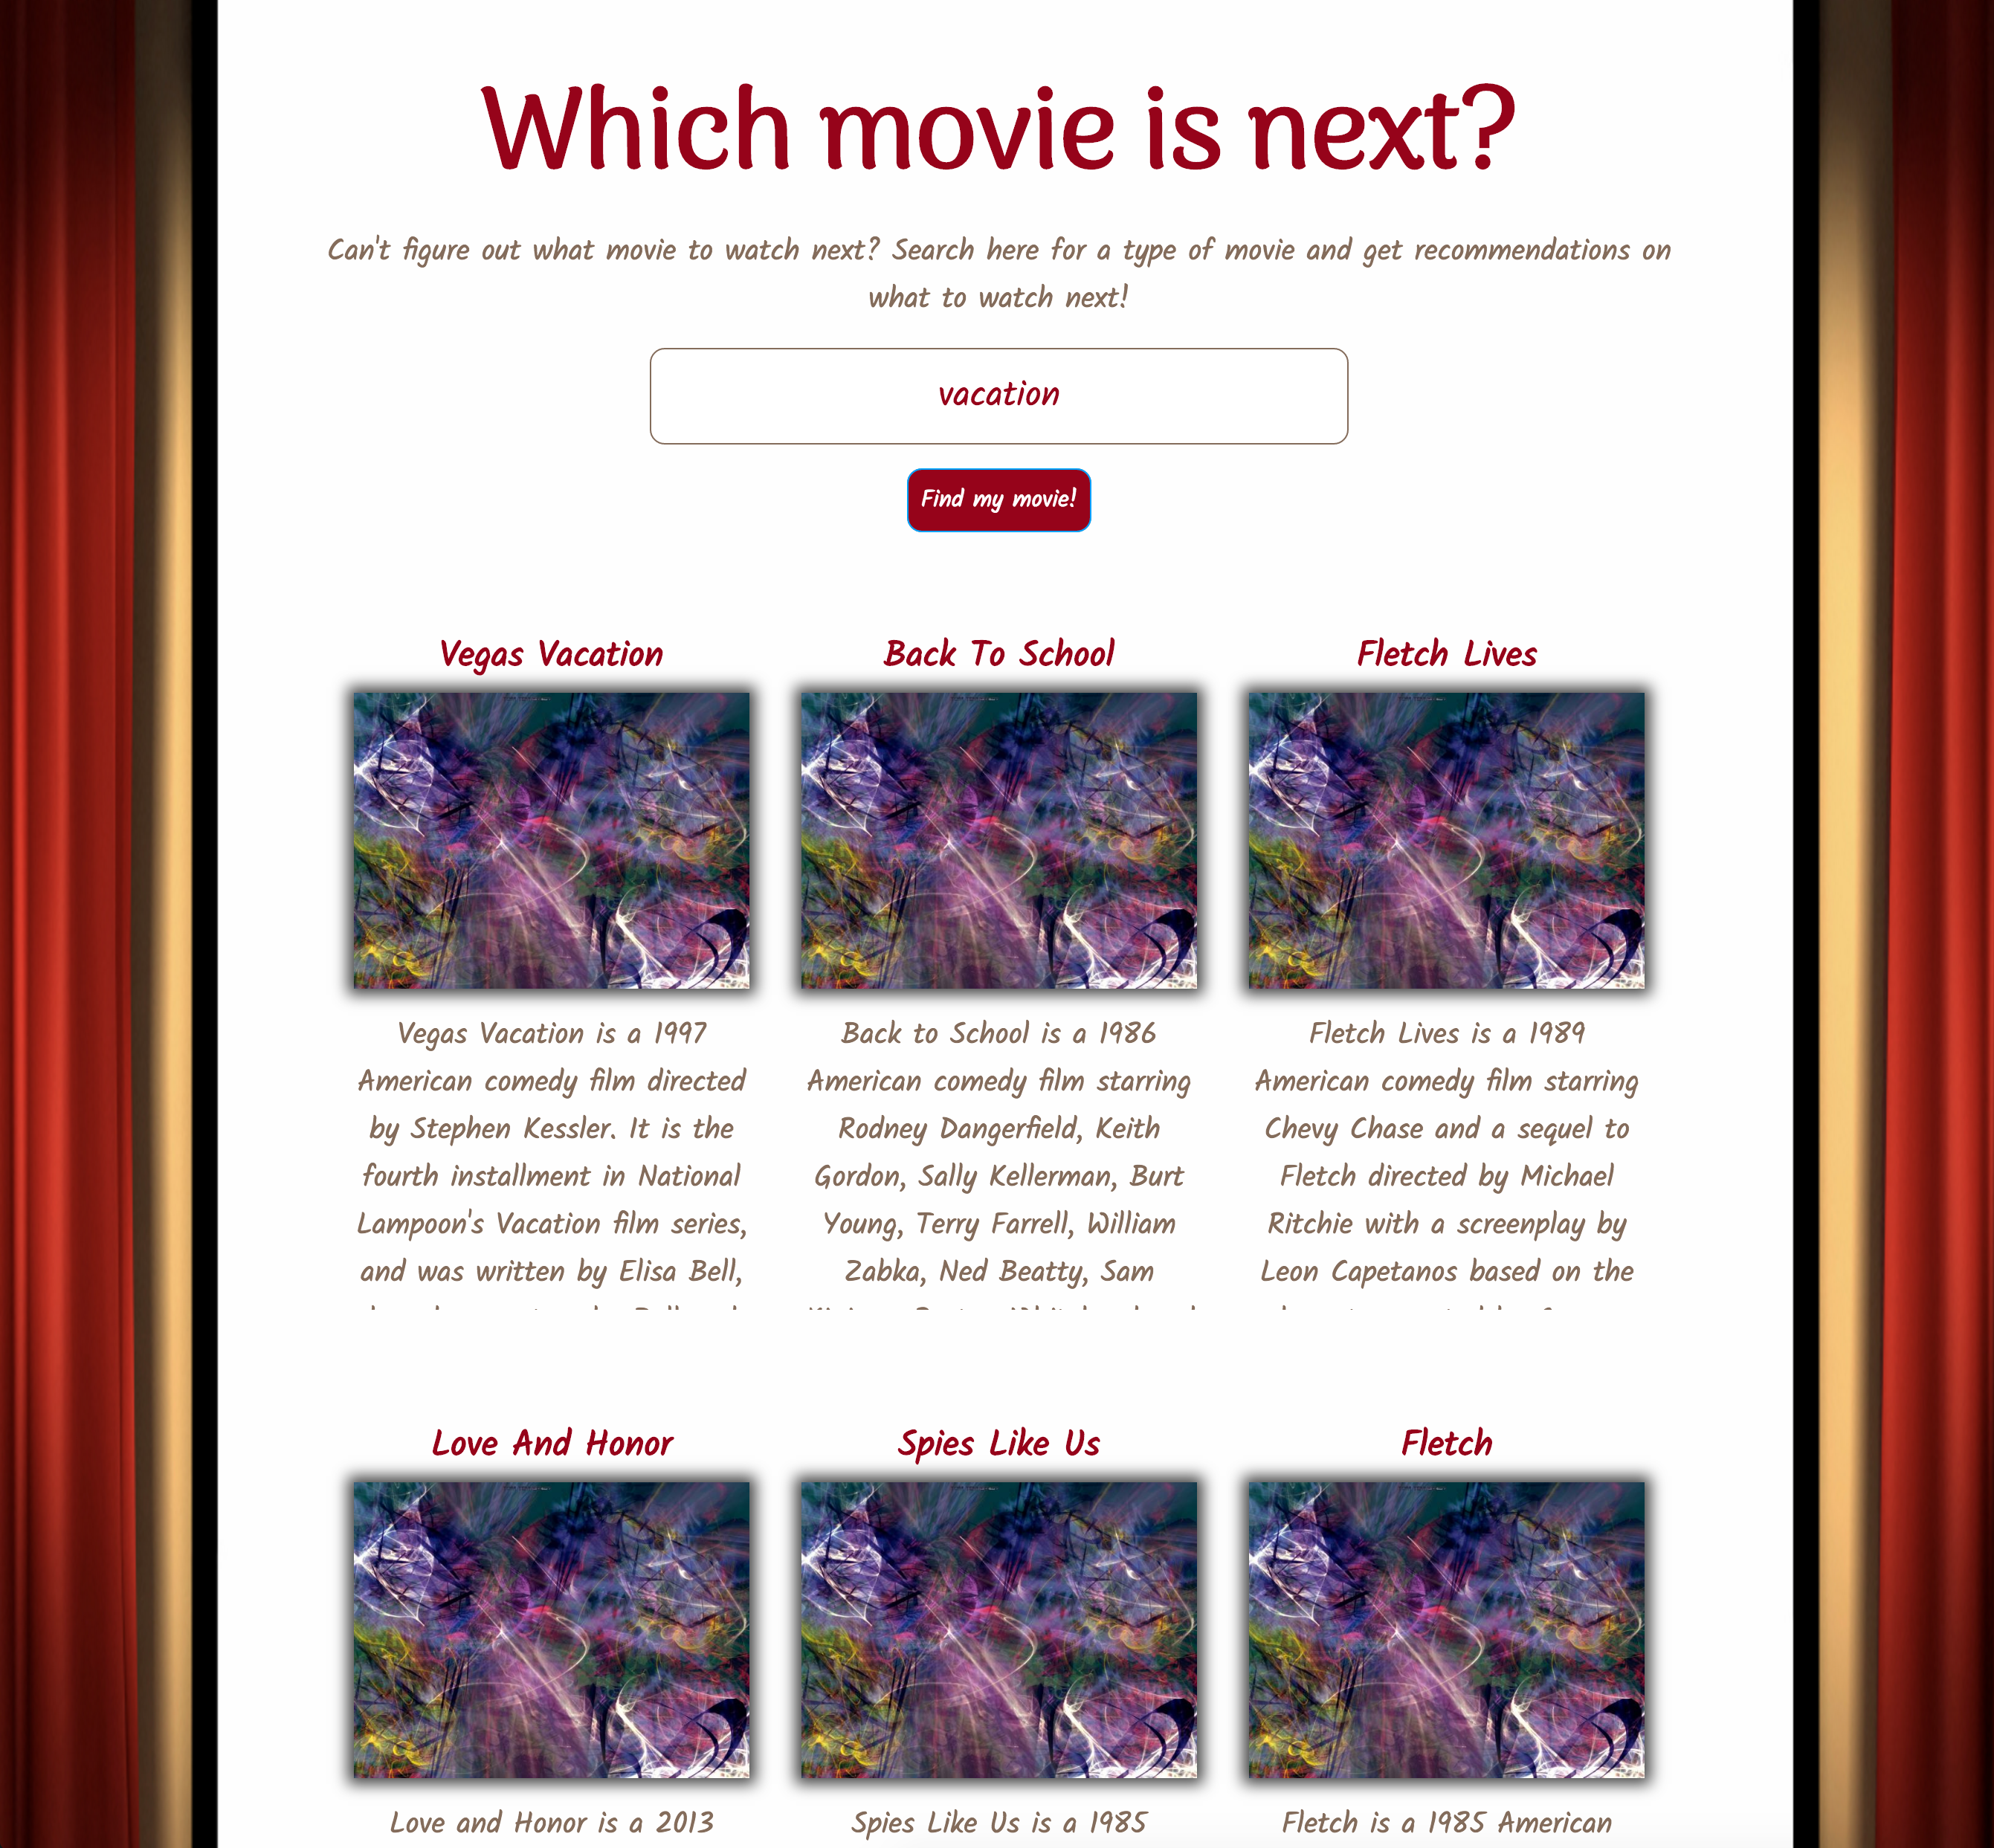 Which movie is next?
Can't figure out what movie to watch next? Search here for a type of movie and get recommendations on
what to watch next!
vacation
Find my movie!
Vegas Vacation
Vegas Vacation is a 1997
American comedy film directed
by Stephen Kessler. It is the
fourth installment in National
Lampoon's Vacation film series,
and was written by Elisa Bell,
Back To School
Back to School is a 1986
American comedy film starring
Rodney Dangerfield, Keith
Gordon, Sally Kellerman, Burt
Young, Terry Farrell, William
Zabka, Ned Beatty, Sam
Fletch Lives
Fletch Lives is a 1989
American comedy film starring
Chevy Chase and a sequel to
Fletch directed by Michael
Ritchie with a screenplay by
Leon Capetanos based on the
Love And Honor
Love and Honor is a 2013
Spies Like Us
Spies Like Us is a 1985
Fletch
Fletch is a 1985 American